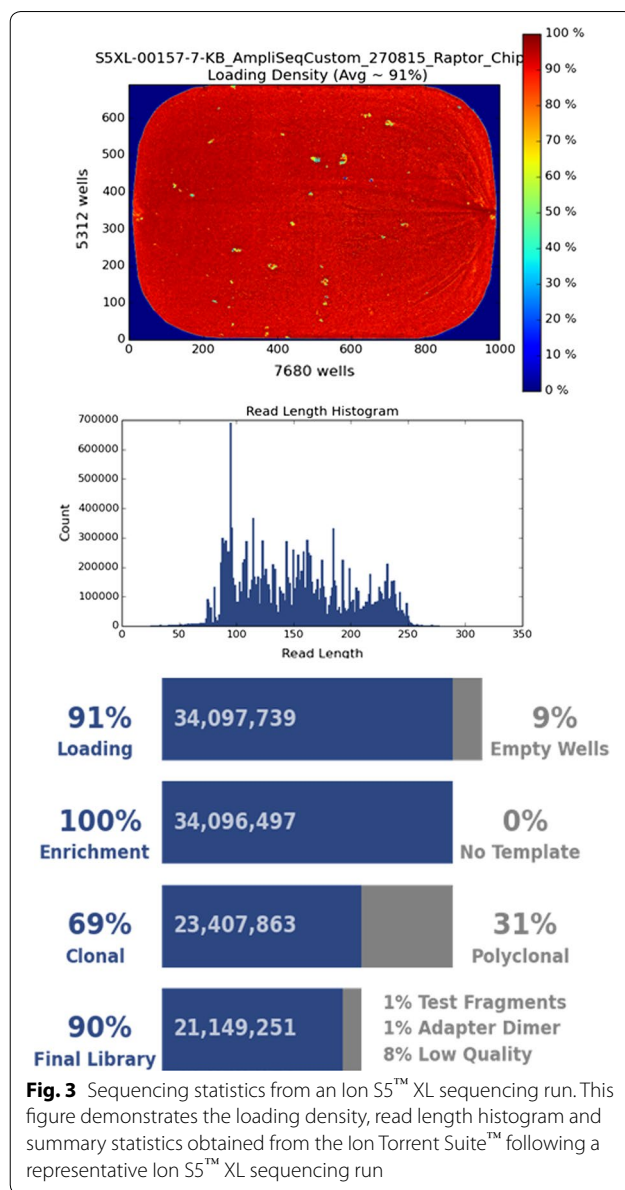 S5XL-00157-7-KB_AmpliSeqCustom_270815_Raptor_Chip
Loading Density (Avg ~ 91%)
100 %
90 %
80 %
70 %
60 %
50 %
40 %
30 %
20 %
10 %
0 %
5312 wells
600
500
400
300
200
100
0
0 200 400 600 800 1000
7680 wells
Read Length Histogram
Count
700000
600000
500000
400000
300000
200000
100000
0
0 50 100 150 200 250 300 350
Read Length
91%
Loading
34,097,739
9%
Empty Wells
100%
Enrichment
34,096,497
0%
No Template
69%
Clonal
23,407,863
31%
Polyclonal
90%
Final Library
21,149,251
1% Test Fragments
1% Adapter Dimer
8% Low Quality
Fig. 3 Sequencing statistics from an Ion S5™ XL sequencing run. This
figure demonstrates the loading density, read length histogram and
summary statistics obtained from the Ion Torrent Suite™ following a
representative Ion S5™ XL sequencing run